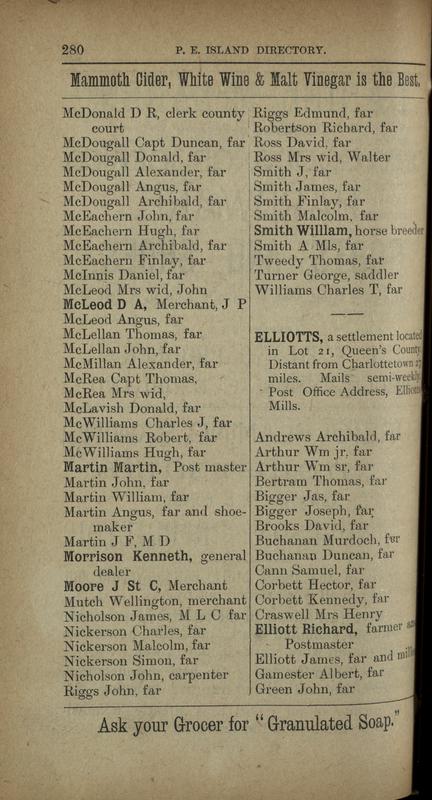 280
P. E. ISLAND DIRECTORY.
Mammoth Cider, White Wine & Malt Vinegar is the Best.
McDonald D R, clerk county
court
McDougall Capt Duncan, far
McDougall Donald, far
McDougall Alexander, far
McDougall Angus, far
McDougall Archibald, far
McEachern John, far
McEachern Hugh, far
McEachern Archibald, far
McEachern Finlay, far
McInnis Daniel, far
McLeod Mrs wid, John
McLeod D A, Merchant, J P
McLeod Angus, far
McLellan Thomas, far
McLellan John, far
McMillan Alexander, far
McRea Capt Thomas,
McRea Mrs wid,
McLavish Donald, far
McWilliams Charles J, far
McWilliams Robert, far
McWilliams Hugh, far
Martin Martin, Post master
Martin John, far
Martin William, far
Martin Angus, far and shoe-
maker
Martin J F, M D
Morrison Kenneth, general
dealer
Moore J St C, Merchant
Mutch Wellington, merchant
Nicholson James, M L C far
Nickerson Charles, far
Nickerson Malcolm, far
Nickerson Simon, far
Nicholson John, carpenter
Riggs John, far
Riggs Edmund, far
Robertson Richard, far
Ross David, far
Ross Mrs wid, Walter
Smith J, far
Smith James, far
Smith Finlay, far
Smith Malcolm, far
Smith William, horse breeder
Smith A Mls, far
Tweedy Thomas, far
Turner George, saddler
Williams Charles T, far
ELLIOTTS, a settlement located
in Lot 21, Queen's County
Distant from Charlottetown 27
miles. Mails semi-weekly.
Post Office Address, Elliotts
Mills.
Andrews Archibald, far
Arthur Wm jr, far
Arthur Wm sr, far
Bertram Thomas, far
Bigger Jas, far
Bigger Joseph, far
Brooks David, far
Buchanan Murdoch, far
Buchanan Duncan, far
Cann Samuel, far
Corbett Hector, far
Corbett Kennedy, far
Craswell Mrs Henry
Elliott Richard, farmer and
Postmaster
Elliott James, far and miller
Gamester Albert, far
Green John, far
Ask your Grocer for "Granulated Soap."